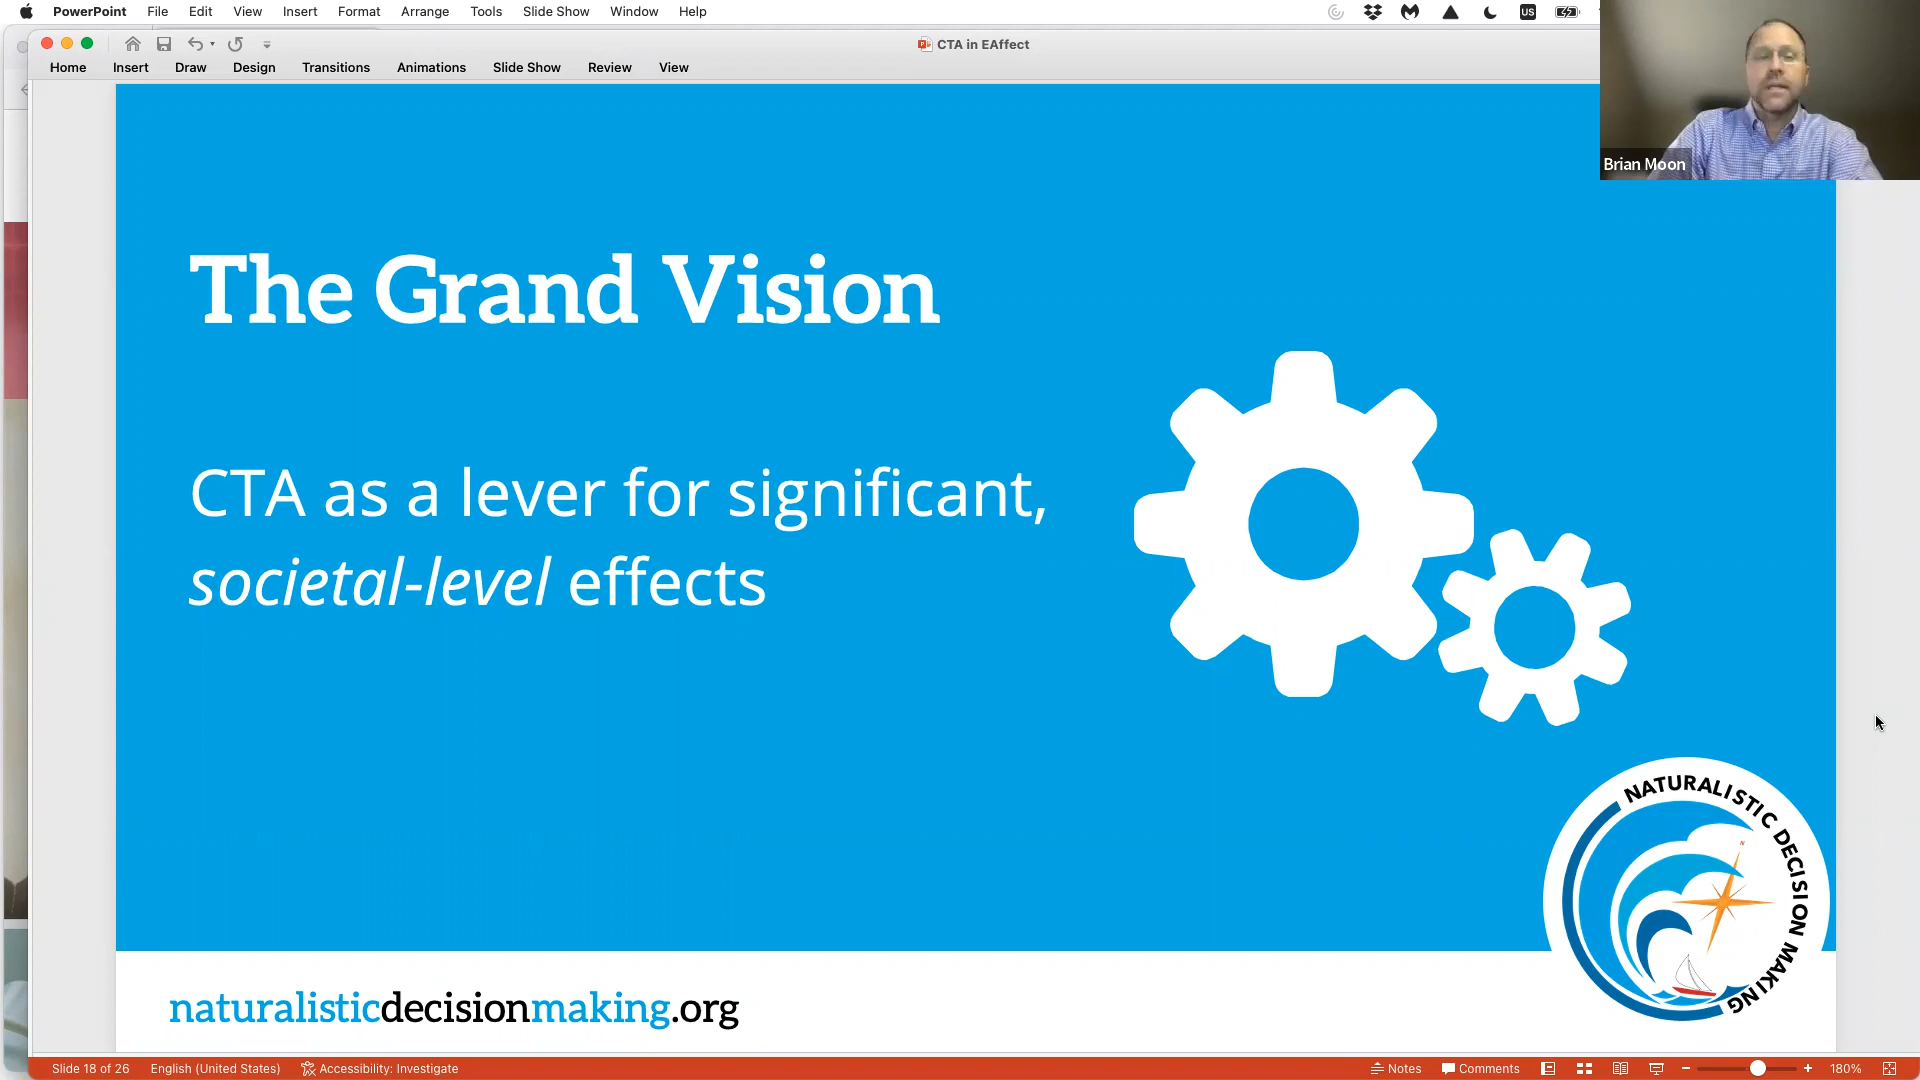 PowerPoint File Edit View Insert Format Arrange Tools Slide Show Window Help US
CTA in EAffect
Home Insert Draw Design Transitions Animations Slide Show Review View
Brian Moon
The Grand Vision
CTA as a lever for significant,
societal-level effects
NATURALISTIC DECISION MAKING
N
naturalisticdecisionmaking.org
Slide 18 of 26 English (United States) Accessibility: Investigate Notes Comments 180%